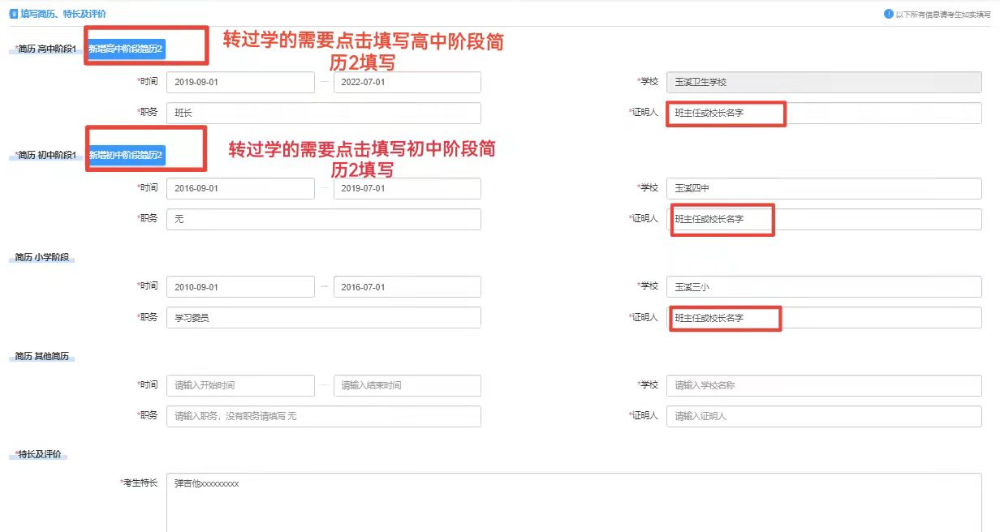 填写简历、特长及评价
以下所有信息请考生如实填写
*简历 高中阶段1 新增高中阶段简历2
转过学的需要点击填写高中阶段简
历2填写
*时间 2019-09-01 — 2022-07-01 *学校 玉溪卫生学校
*职务 班长 *证明人 班主任或校长名字
*简历 初中阶段1 新增初中阶段简历2
转过学的需要点击填写初中阶段简
历2填写
*时间 2016-09-01 — 2019-07-01 *学校 玉溪四中
*职务 无 *证明人 班主任或校长名字
简历 小学阶段
*时间 2010-09-01 — 2016-07-01 *学校 玉溪三小
*职务 学习委员 *证明人 班主任或校长名字
简历 其他简历
*时间 请输入开始时间 — 请输入结束时间 *学校 请输入学校名称
*职务 请输入职务，没有职务请填写 无 *证明人 请输入证明人
*特长及评价
*考生特长 弹吉他xxxxxxxxx